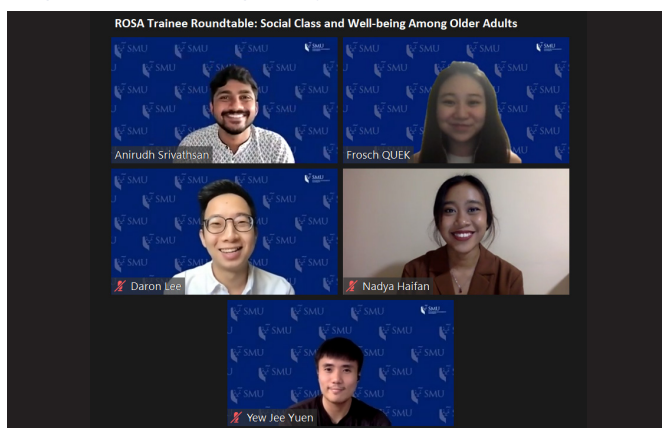 ROSA Trainee Roundtable: Social Class and Well-being Among Older Adults
SMU
Anirudh Srivathsan
Frosch QUEK
Daron Lee
Nadya Haifan
Yew Jee Yuen